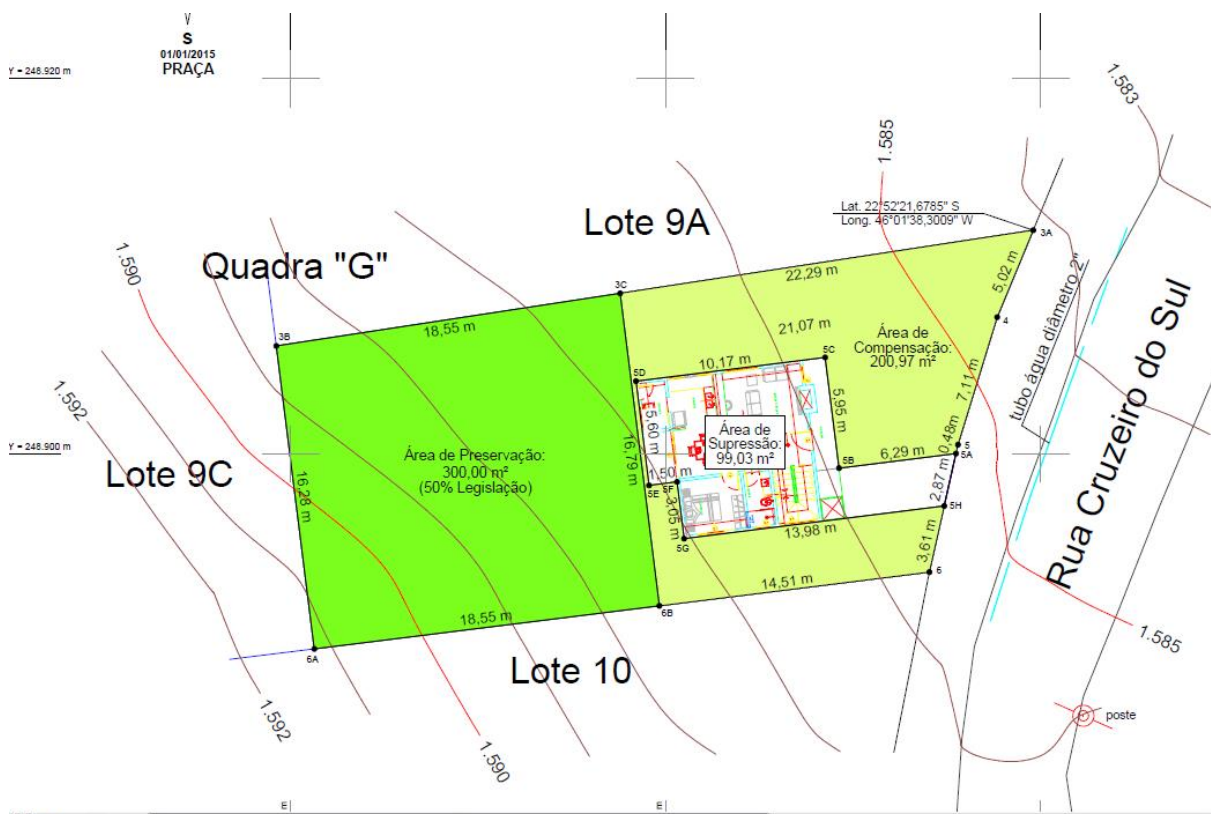 S
01/01/2015
PRAÇA
Y = 248.920 m
1.583
1.585
Lat. 22°52'21,6785" S
Long. 46°01'38,3009" W
3A
Lote 9A
Quadra "G"
1.590
22,29 m
5,02 m
3C
3B
18,55 m
4
21,07 m
Área de
Compensação:
200,97 m²
7,11 m
tubo água diâmetro 2"
Rua Cruzeiro do Sul
5C
10,17 m
5D
1.592
5,95 m
5,60 m
Área de
Supressão:
99,03 m²
0,48m
5
5A
Y = 248.900 m
Lote 9C
Área de Preservação:
300,00 m²
(50% Legislação)
16,79 m
6,29 m
5B
16,28 m
1,50 m
5E
5F
2,87 m
5H
3,05 m
13,98 m
5G
3,61 m
6
14,51 m
6B
18,55 m
6A
Lote 10
1.585
1.592
1.590
poste
E
E